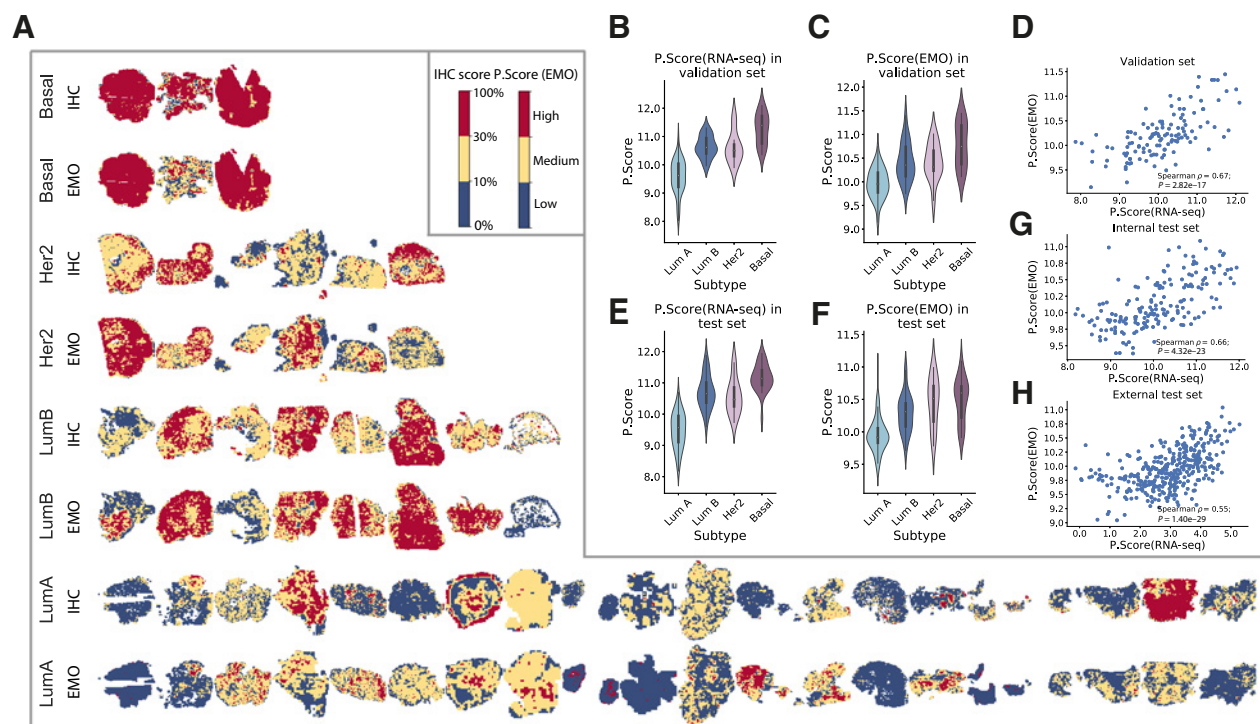 A
Basal
IHC
Basal
EMO
Her2
IHC
Her2
EMO
LumB
IHC
LumB
EMO
LumA
IHC
LumA
EMO
IHC score P.Score (EMO)
100%
30%
10%
0%
High
Medium
Low
B
P.Score(RNA-seq) in
validation set
P.Score
12.0
11.0
10.0
9.0
8.0
Lum A
Lum B
Her2
Basal
Subtype
C
P.Score(EMO) in
validation set
P.Score
12.0
11.5
11.0
10.5
10.0
9.5
9.0
Lum A
Lum B
Her2
Basal
Subtype
D
Validation set
P.Score(EMO)
11.5
11.0
10.5
10.0
9.5
Spearman ρ = 0.67;
P = 2.82e−17
8.0 9.0 10.0 11.0 12.0
P.Score(RNA-seq)
E
P.Score(RNA-seq) in
test set
P.Score
12.0
11.0
10.0
9.0
8.0
Lum A
Lum B
Her2
Basal
Subtype
F
P.Score(EMO) in
test set
P.Score
11.5
11.0
10.5
10.0
9.5
Lum A
Lum B
Her2
Basal
Subtype
G
Internal test set
P.Score(EMO)
11.0
10.8
10.5
10.2
10.0
9.8
9.5
Spearman ρ = 0.66;
P = 4.32e−23
8.0 9.0 10.0 11.0 12.0
P.Score(RNA-seq)
H
External test set
P.Score(EMO)
11.0
10.8
10.5
10.2
10.0
9.8
9.5
9.2
9.0
Spearman ρ = 0.55;
P = 1.40e−29
0.0 1.0 2.0 3.0 4.0 5.0
P.Score(RNA-seq)